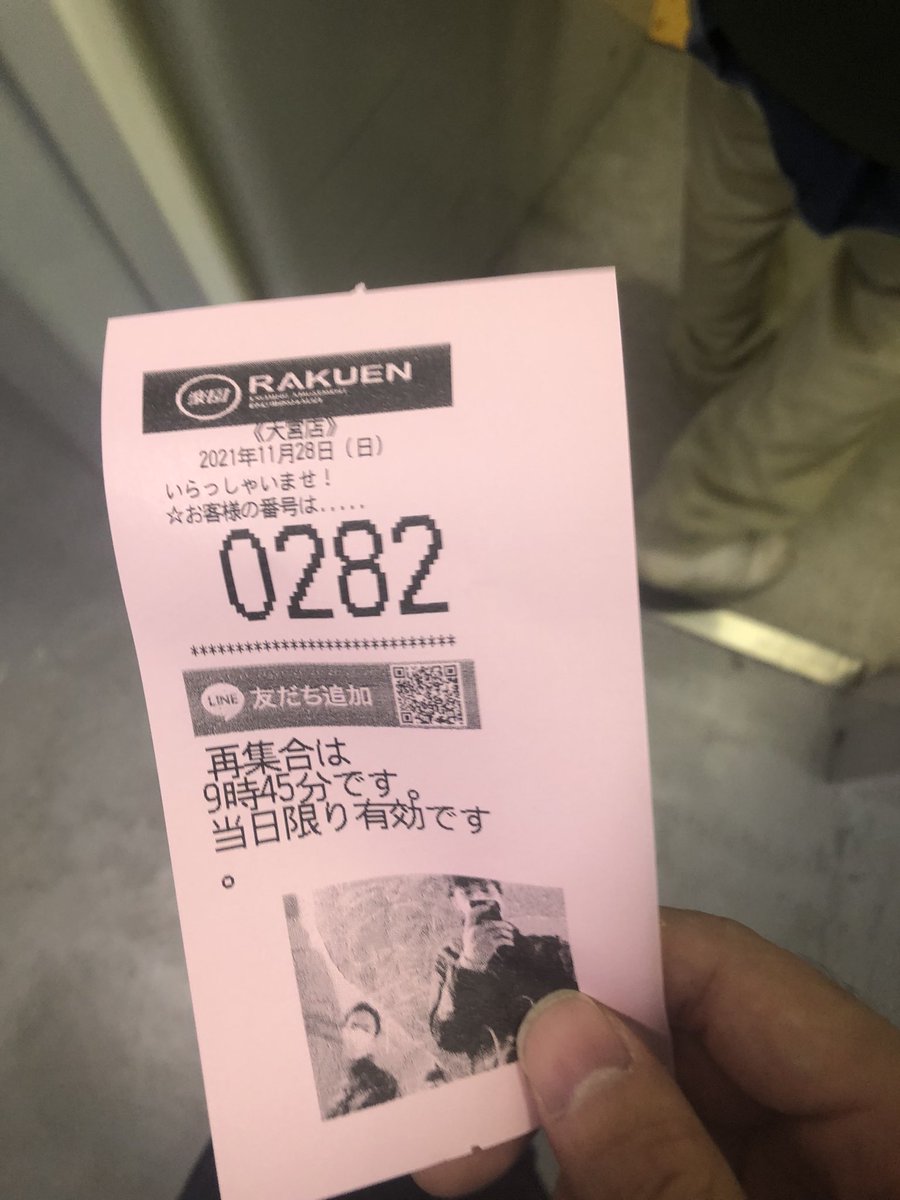 楽園
RAKUEN
《大宮店》
2021年11月28日（日）
いらっしゃいませ！
☆お客様の番号は．．．．．
0282
******************************
LINE 友だち追加
再集合は
9時45分です。
当日限り有効です
。